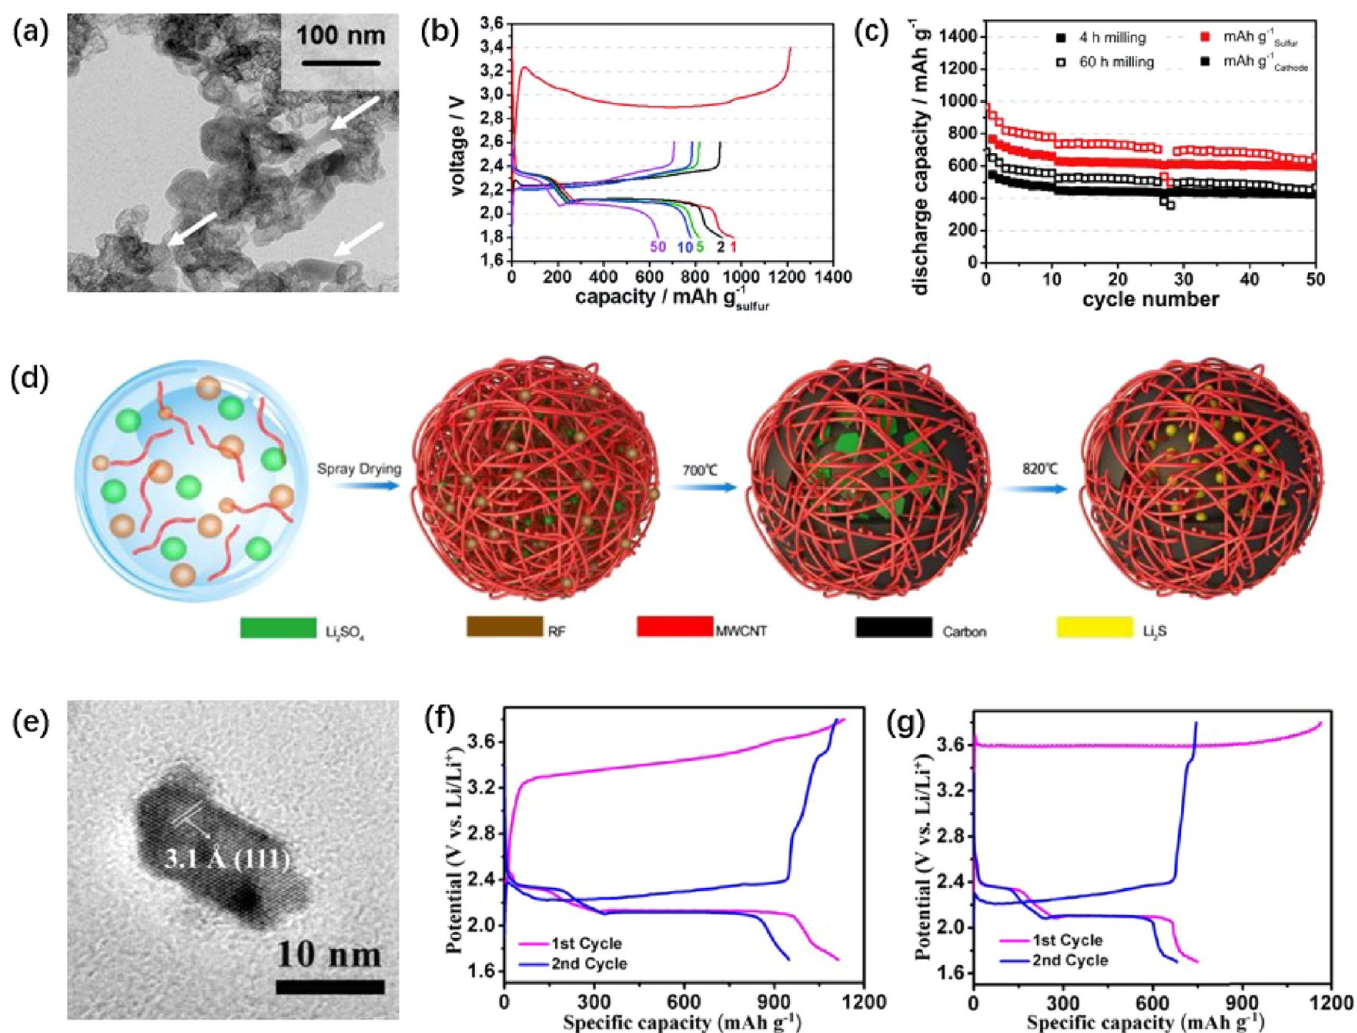 (a)
100 nm
(b)
voltage / V
3,6
3,4
3,2
3,0
2,8
2,6
2,4
2,2
2,0
1,8
1,6
50 10 5 2 1
0 200 400 600 800 1000 1200 1400
capacity / mAh g⁻¹sulfur
(c)
discharge capacity / mAh g⁻¹
1400
1200
1000
800
600
400
200
0
4 h milling
60 h milling
mAh g⁻¹Sulfur
mAh g⁻¹Cathode
0 10 20 30 40 50
cycle number
(d)
Spray Drying
700℃
820℃
Li₂SO₄
RF
MWCNT
Carbon
Li₂S
(e)
3.1 Å (111)
10 nm
(f)
Potential (V vs. Li/Li⁺)
3.6
3.2
2.8
2.4
2.0
1.6
1st Cycle
2nd Cycle
0 300 600 900 1200
Specific capacity (mAh g⁻¹)
(g)
Potential (V vs. Li/Li⁺)
3.6
3.2
2.8
2.4
2.0
1.6
1st Cycle
2nd Cycle
0 300 600 900 1200
Specific capacity (mAh g⁻¹)